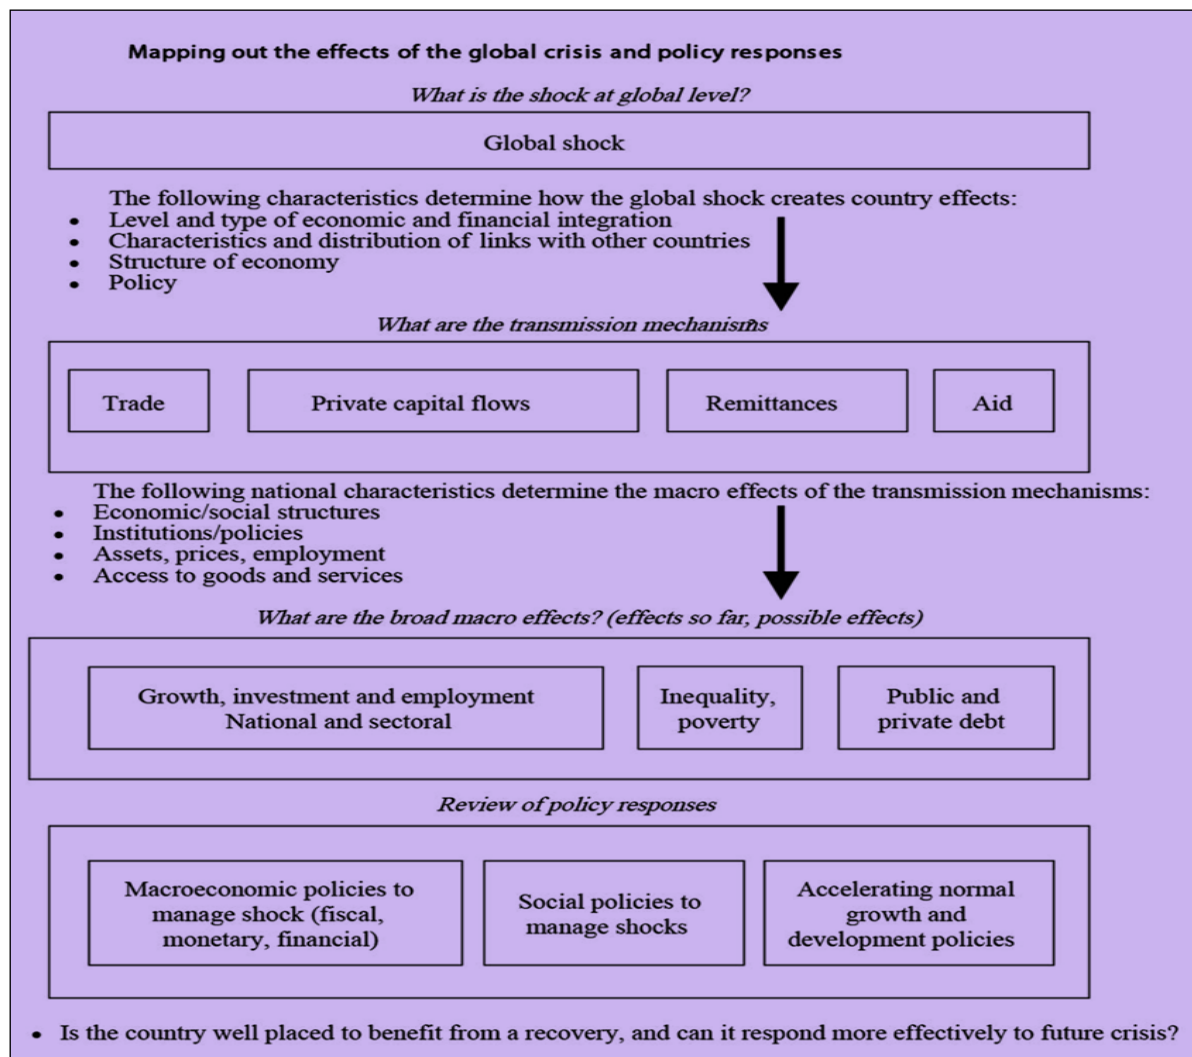 Mapping out the effects of the global crisis and policy responses
What is the shock at global level?
Global shock
The following characteristics determine how the global shock creates country effects:
• Level and type of economic and financial integration
• Characteristics and distribution of links with other countries
• Structure of economy
• Policy
What are the transmission mechanisms?
Trade
Private capital flows
Remittances
Aid
The following national characteristics determine the macro effects of the transmission mechanisms:
• Economic/social structures
• Institutions/policies
• Assets, prices, employment
• Access to goods and services
What are the broad macro effects? (effects so far, possible effects)
Growth, investment and employment
National and sectoral
Inequality,
poverty
Public and
private debt
Review of policy responses
Macroeconomic policies to
manage shock (fiscal,
monetary, financial)
Social policies to
manage shocks
Accelerating normal
growth and
development policies
• Is the country well placed to benefit from a recovery, and can it respond more effectively to future crisis?